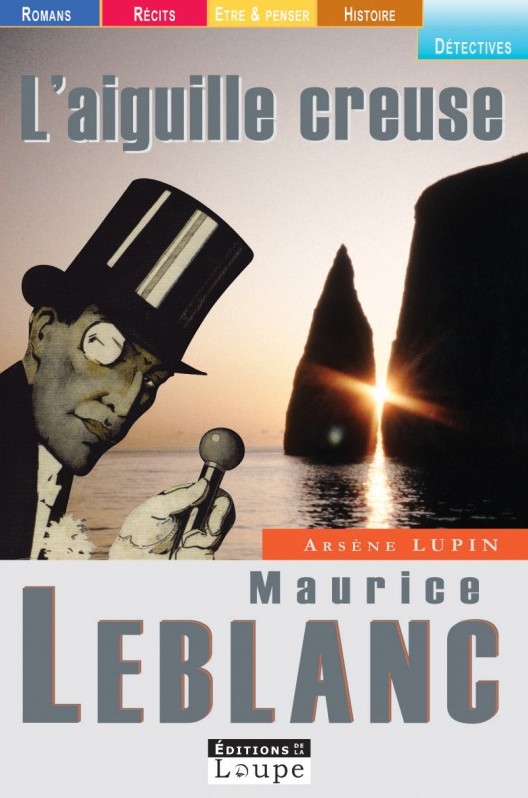 ROMANS
RÉCITS
ETRE & PENSER
HISTOIRE
DÉTECTIVES
L'aiguille creuse
ARSÈNE LUPIN
Maurice
LEBLANC
ÉDITIONS DE LA
Loupe